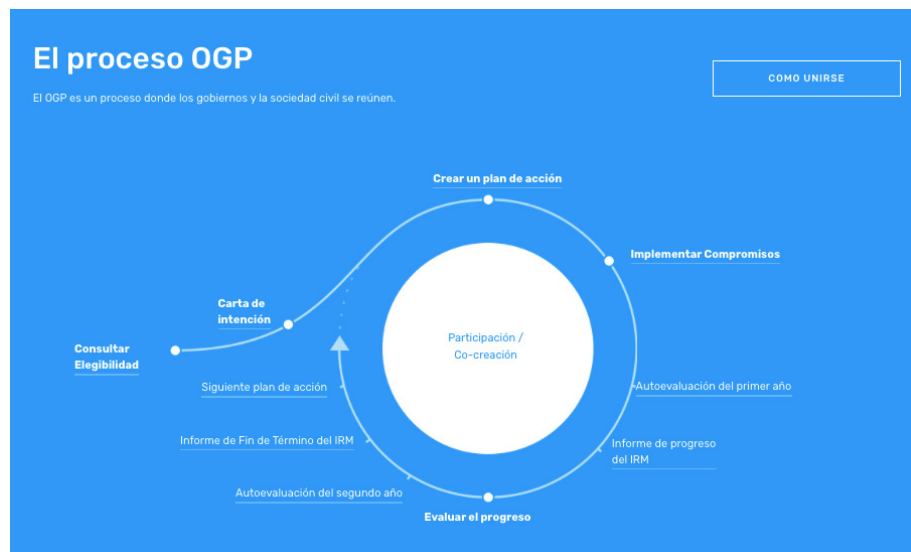 El proceso OGP
COMO UNIRSE
El OGP es un proceso donde los gobiernos y la sociedad civil se reúnen.
Crear un plan de acción
Implementar Compromisos
Carta de
intención
Participación /
Co-creación
Consultar
Elegibilidad
Siguiente plan de acción
Autoevaluación del primer año
Informe de Fin de Término del IRM
Informe de progreso
del IRM
Autoevaluación del segundo año
Evaluar el progreso